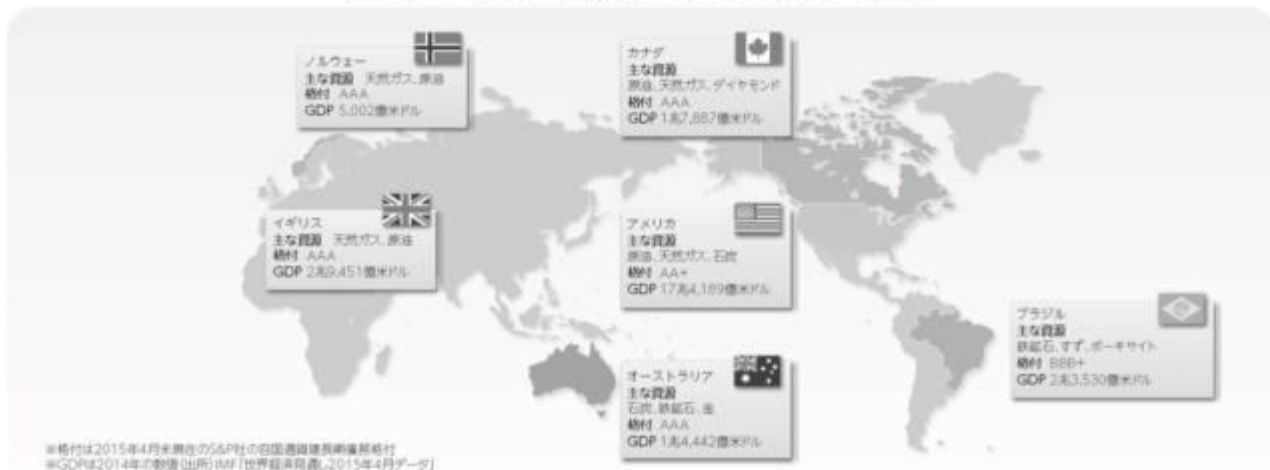 ノルウェー
主な資源 天然ガス、原油
格付 AAA
GDP 5,002億米ドル
カナダ
主な資源
原油、天然ガス、ダイヤモンド
格付 AAA
GDP 1兆7,887億米ドル
イギリス
主な資源 天然ガス、原油
格付 AAA
GDP 2兆9,451億米ドル
アメリカ
主な資源
原油、天然ガス、石炭
格付 AA+
GDP 17兆4,189億米ドル
ブラジル
主な資源
鉄鉱石、すず、ボーキサイト
格付 BBB+
GDP 2兆3,530億米ドル
オーストラリア
主な資源
石炭、鉄鉱石、金
格付 AAA
GDP 1兆4,442億米ドル
※格付は2015年4月末現在のS&P社の自国通貨建長期債務格付
※GDPは2014年の数値(出所)IMF「世界経済見通し2015年4月データ」